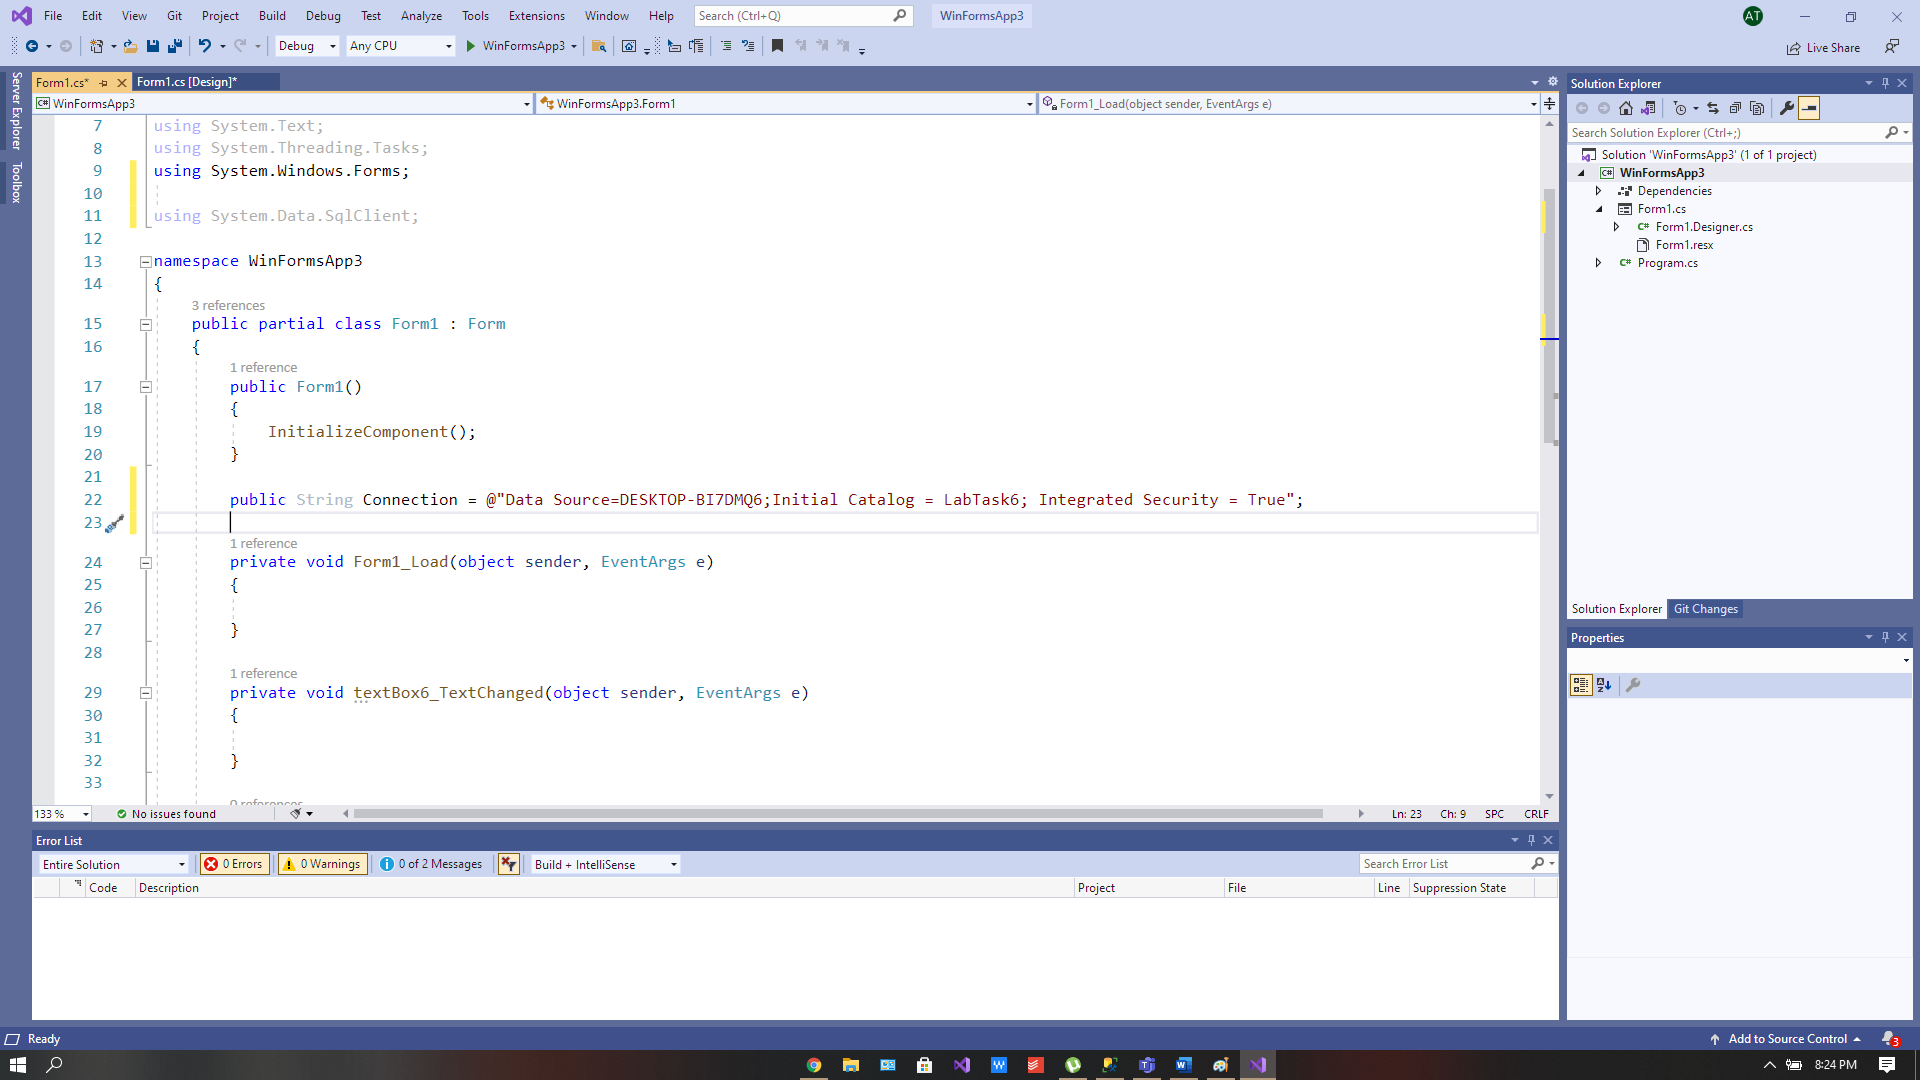 File Edit View Git Project Build Debug Test Analyze Tools Extensions Window Help Search (Ctrl+Q) WinFormsApp3 AT
Debug Any CPU WinFormsApp3 Live Share
Server Explorer
Toolbox
Form1.cs* Form1.cs [Design]*
WinFormsApp3 WinFormsApp3.Form1 Form1_Load(object sender, EventArgs e)
7 using System.Text;
8 using System.Threading.Tasks;
9 using System.Windows.Forms;
10
11 using System.Data.SqlClient;
12
13 namespace WinFormsApp3
14 {
3 references
15 public partial class Form1 : Form
16 {
1 reference
17 public Form1()
18 {
19 InitializeComponent();
20 }
21
22 public String Connection = @"Data Source=DESKTOP-BI7DMQ6;Initial Catalog = LabTask6; Integrated Security = True";
23
1 reference
24 private void Form1_Load(object sender, EventArgs e)
25 {
26
27 }
28
1 reference
29 private void textBox6_TextChanged(object sender, EventArgs e)
30 {
31
32 }
33
0 references
133 % No issues found Ln: 23 Ch: 9 SPC CRLF
Error List
Entire Solution 0 Errors 0 Warnings 0 of 2 Messages Build + IntelliSense Search Error List
Code Description Project File Line Suppression State
Solution Explorer
Search Solution Explorer (Ctrl+;)
Solution 'WinFormsApp3' (1 of 1 project)
WinFormsApp3
Dependencies
Form1.cs
Form1.Designer.cs
Form1.resx
Program.cs
Solution Explorer Git Changes
Properties
Ready Add to Source Control 3
8:24 PM